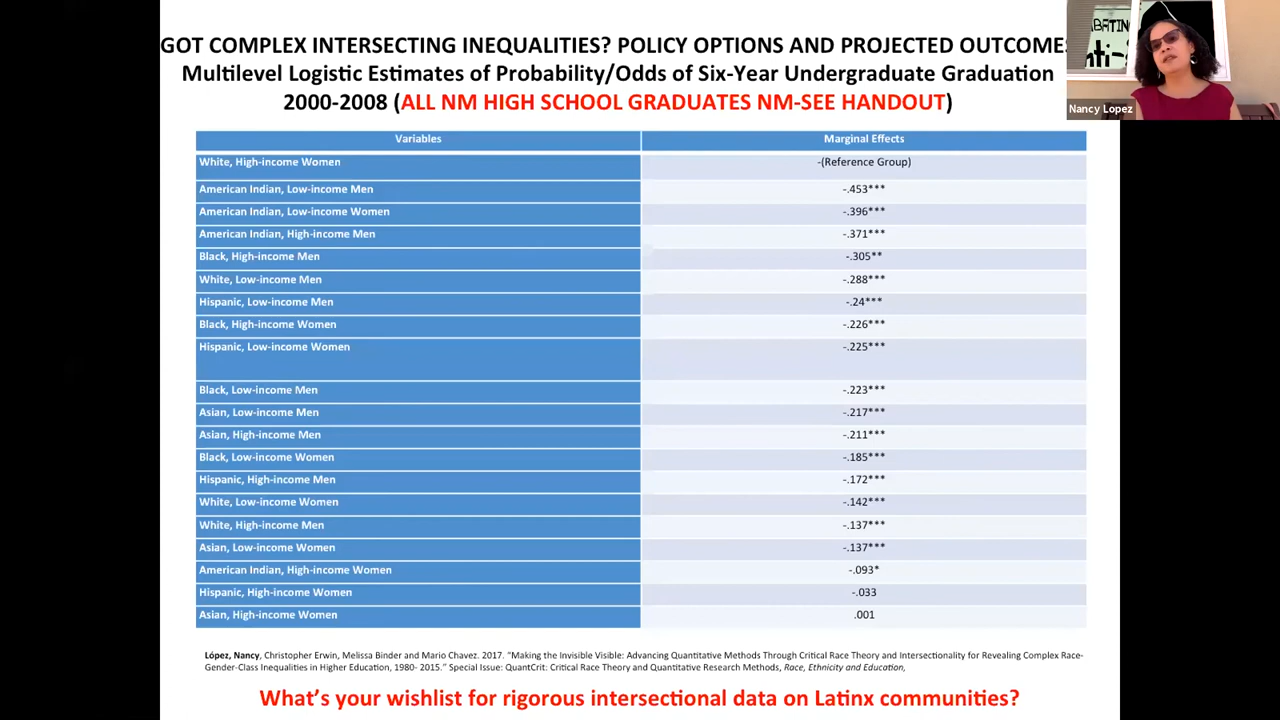 GOT COMPLEX INTERSECTING INEQUALITIES? POLICY OPTIONS AND PROJECTED OUTCOME
Multilevel Logistic Estimates of Probability/Odds of Six-Year Undergraduate Graduation
2000-2008 (ALL NM HIGH SCHOOL GRADUATES NM-SEE HANDOUT)
BATING
nti-
Nancy Lopez
Variables Marginal Effects
White, High-income Women -(Reference Group)
American Indian, Low-income Men -.453***
American Indian, Low-income Women -.396***
American Indian, High-income Men -.371***
Black, High-income Men -.305**
White, Low-income Men -.288***
Hispanic, Low-income Men -.24***
Black, High-income Women -.226***
Hispanic, Low-income Women -.225***
Black, Low-income Men -.223***
Asian, Low-income Men -.217***
Asian, High-income Men -.211***
Black, Low-income Women -.185***
Hispanic, High-income Men -.172***
White, Low-income Women -.142***
White, High-income Men -.137***
Asian, Low-income Women -.137***
American Indian, High-income Women -.093*
Hispanic, High-income Women -.033
Asian, High-income Women .001
López, Nancy, Christopher Erwin, Melissa Binder and Mario Chavez. 2017. "Making the Invisible Visible: Advancing Quantitative Methods Through Critical Race Theory and Intersectionality for Revealing Complex Race-
Gender-Class Inequalities in Higher Education, 1980- 2015." Special Issue: QuantCrit: Critical Race Theory and Quantitative Research Methods, Race, Ethnicity and Education,
What's your wishlist for rigorous intersectional data on Latinx communities?